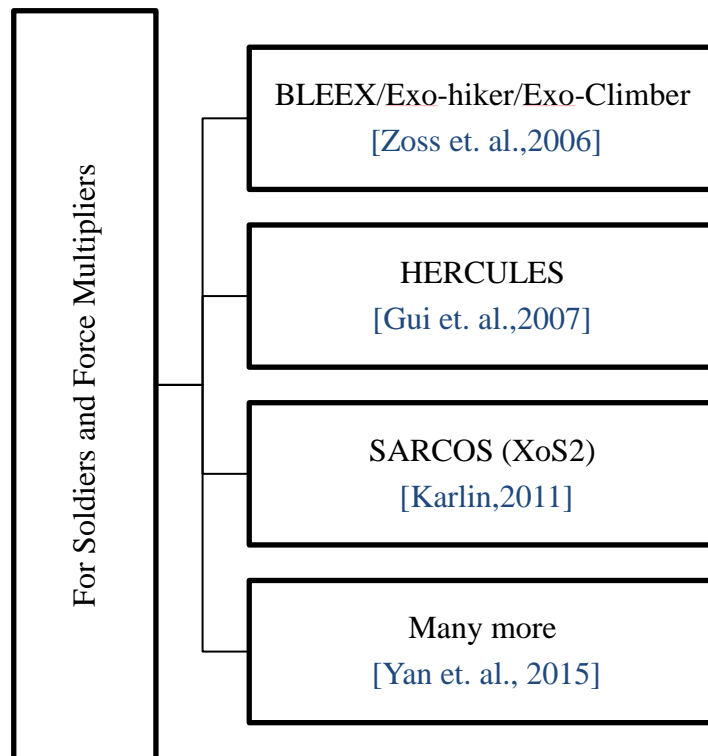 For Soldiers and Force Multipliers
BLEEX/Exo-hiker/Exo-Climber
[Zoss et. al.,2006]
HERCULES
[Gui et. al.,2007]
SARCOS (XoS2)
[Karlin,2011]
Many more
[Yan et. al., 2015]